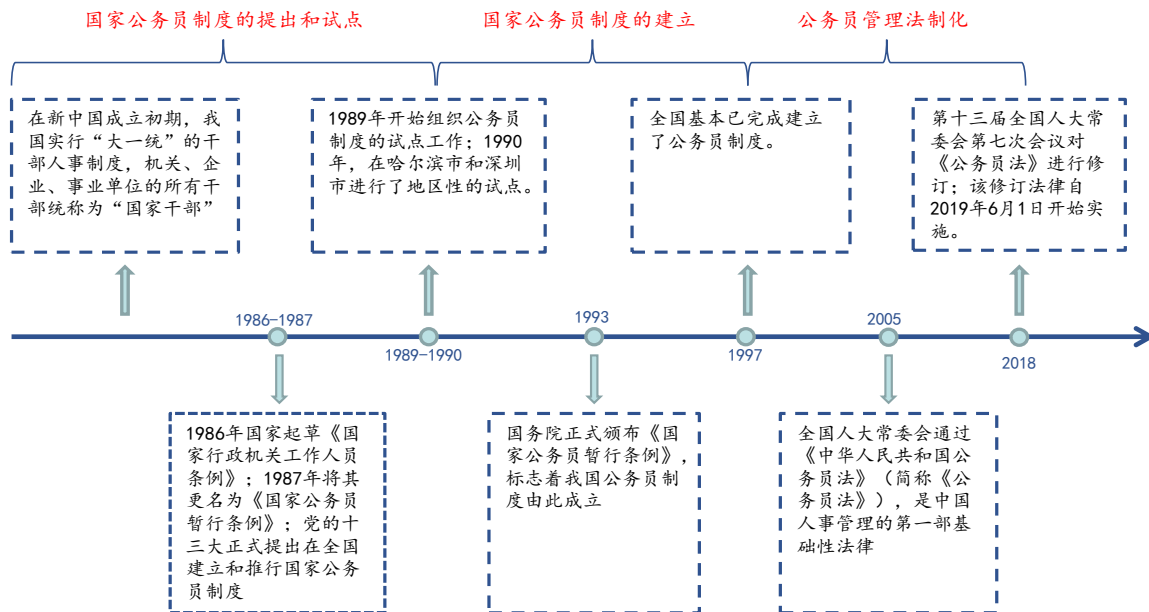 国家公务员制度的提出和试点
国家公务员制度的建立
公务员管理法制化
在新中国成立初期，我
国实行“大一统”的干
部人事制度，机关、企
业、事业单位的所有干
部统称为“国家干部”
1989年开始组织公务员
制度的试点工作；1990
年，在哈尔滨市和深圳
市进行了地区性的试点。
全国基本已完成建立
了公务员制度。
第十三届全国人大常
委会第七次会议对
《公务员法》进行修
订；该修订法律自
2019年6月1日开始实
施。
1986-1987
1989-1990
1993
1997
2005
2018
1986年国家起草《国
家行政机关工作人员
条例》；1987年将其
更名为《国家公务员
暂行条例》；党的十
三大正式提出在全国
建立和推行国家公务
员制度
国务院正式颁布《国
家公务员暂行条例》，
标志着我国公务员制
度由此成立
全国人大常委会通过
《中华人民共和国公
务员法》（简称《公
务员法》），是中国
人事管理的第一部基
础性法律